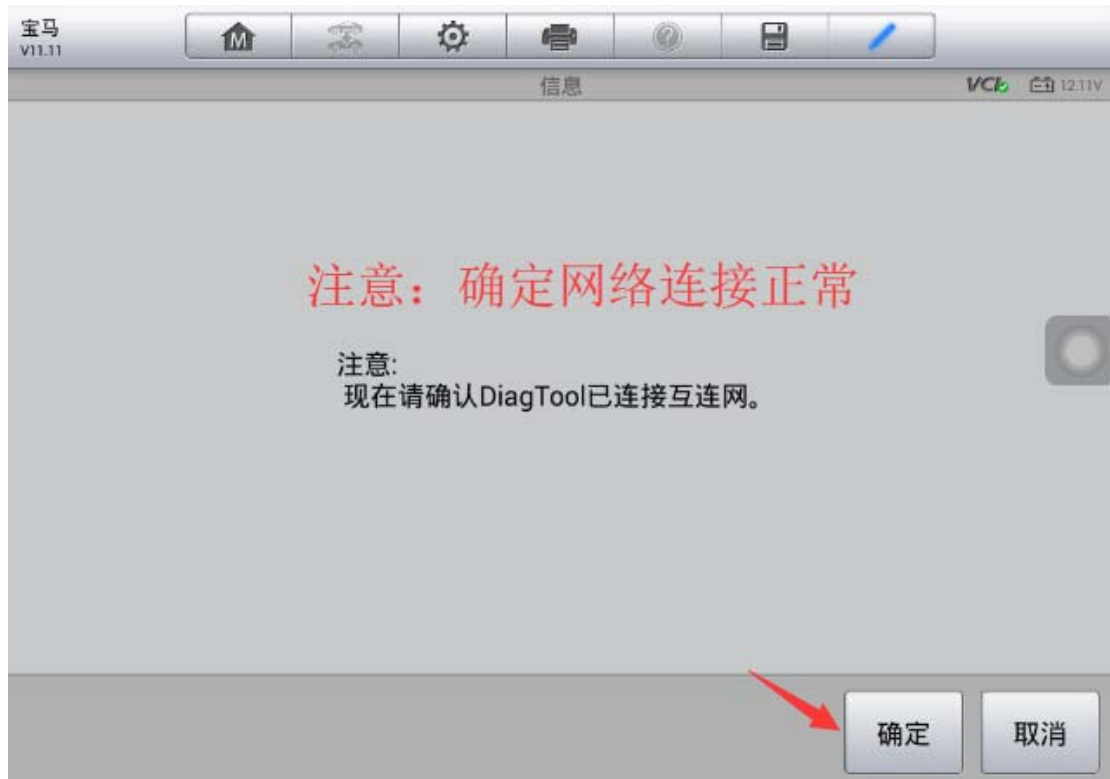 宝马
V11.11
M
信息
VCI
12.11V
注意：确定网络连接正常
注意:
现在请确认DiagTool已连接互连网。
确定
取消